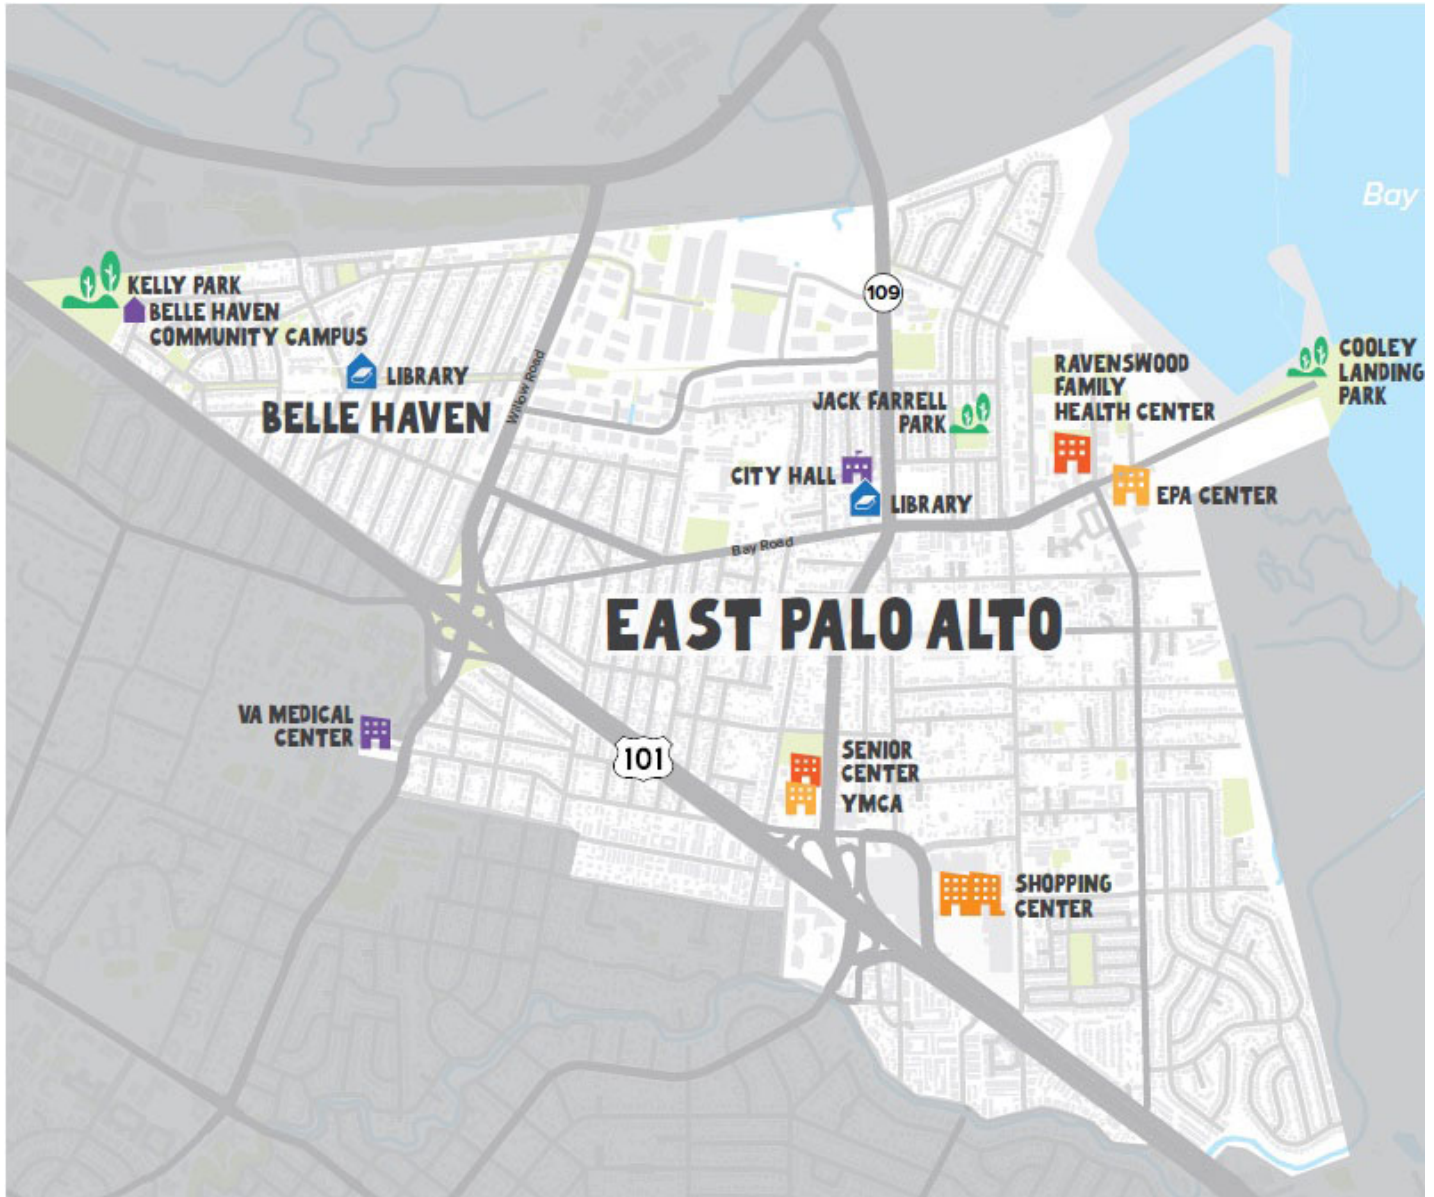 Bay
KELLY PARK
BELLE HAVEN
COMMUNITY CAMPUS
LIBRARY
BELLE HAVEN
Willow Road
109
JACK FARRELL
PARK
RAVENSWOOD
FAMILY
HEALTH CENTER
COOLEY
LANDING
PARK
CITY HALL
LIBRARY
EPA CENTER
Bay Road
EAST PALO ALTO
VA MEDICAL
CENTER
101
SENIOR
CENTER
YMCA
SHOPPING
CENTER